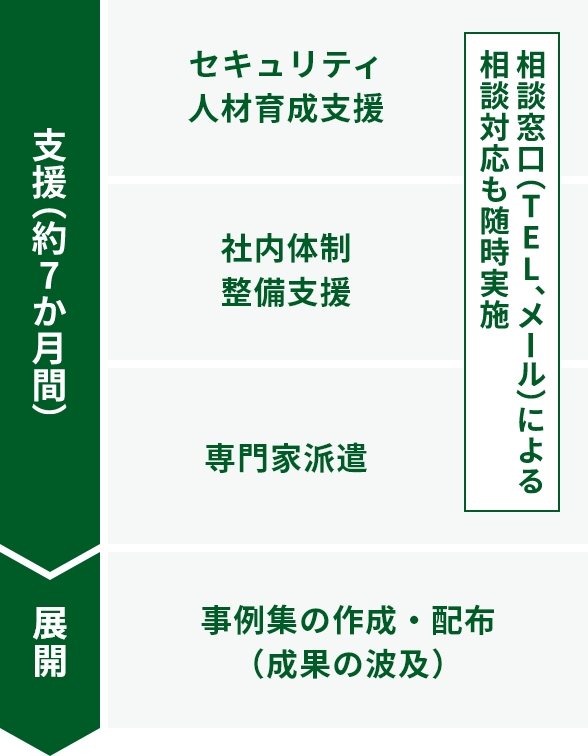 支援（約7か月間）
セキュリティ
人材育成支援
社内体制
整備支援
専門家派遣
相談窓口（TEL、メール）による
相談対応も随時実施
展開
事例集の作成・配布
（成果の波及）